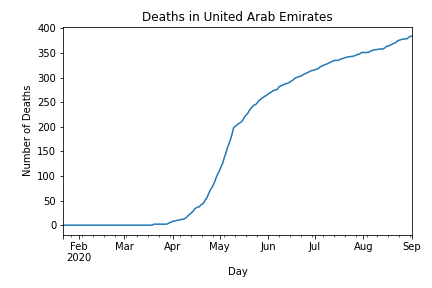 Deaths in United Arab Emirates
400
350
300
250
200
150
100
50
0
Number of Deaths
Feb Mar Apr May Jun Jul Aug Sep
2020
Day